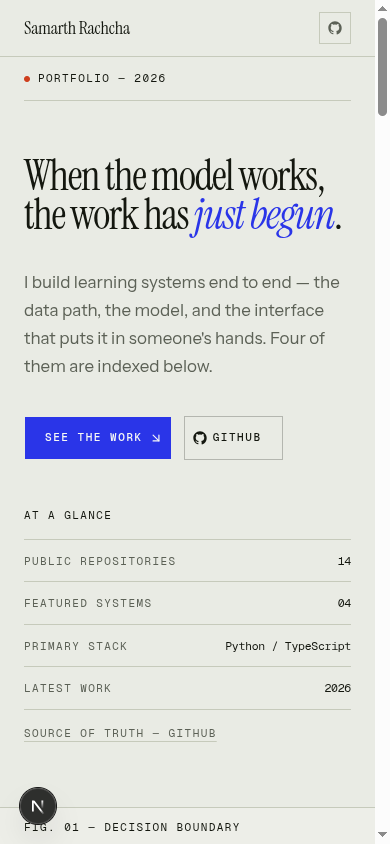 Samarth Rachcha
PORTFOLIO — 2026
When the model works,
the work has just begun.
I build learning systems end to end — the
data path, the model, and the interface
that puts it in someone's hands. Four of
them are indexed below.
SEE THE WORK
GITHUB
AT A GLANCE
PUBLIC REPOSITORIES 14
FEATURED SYSTEMS 04
PRIMARY STACK Python / TypeScript
LATEST WORK 2026
SOURCE OF TRUTH — GITHUB
N
FIG. 01 — DECISION BOUNDARY